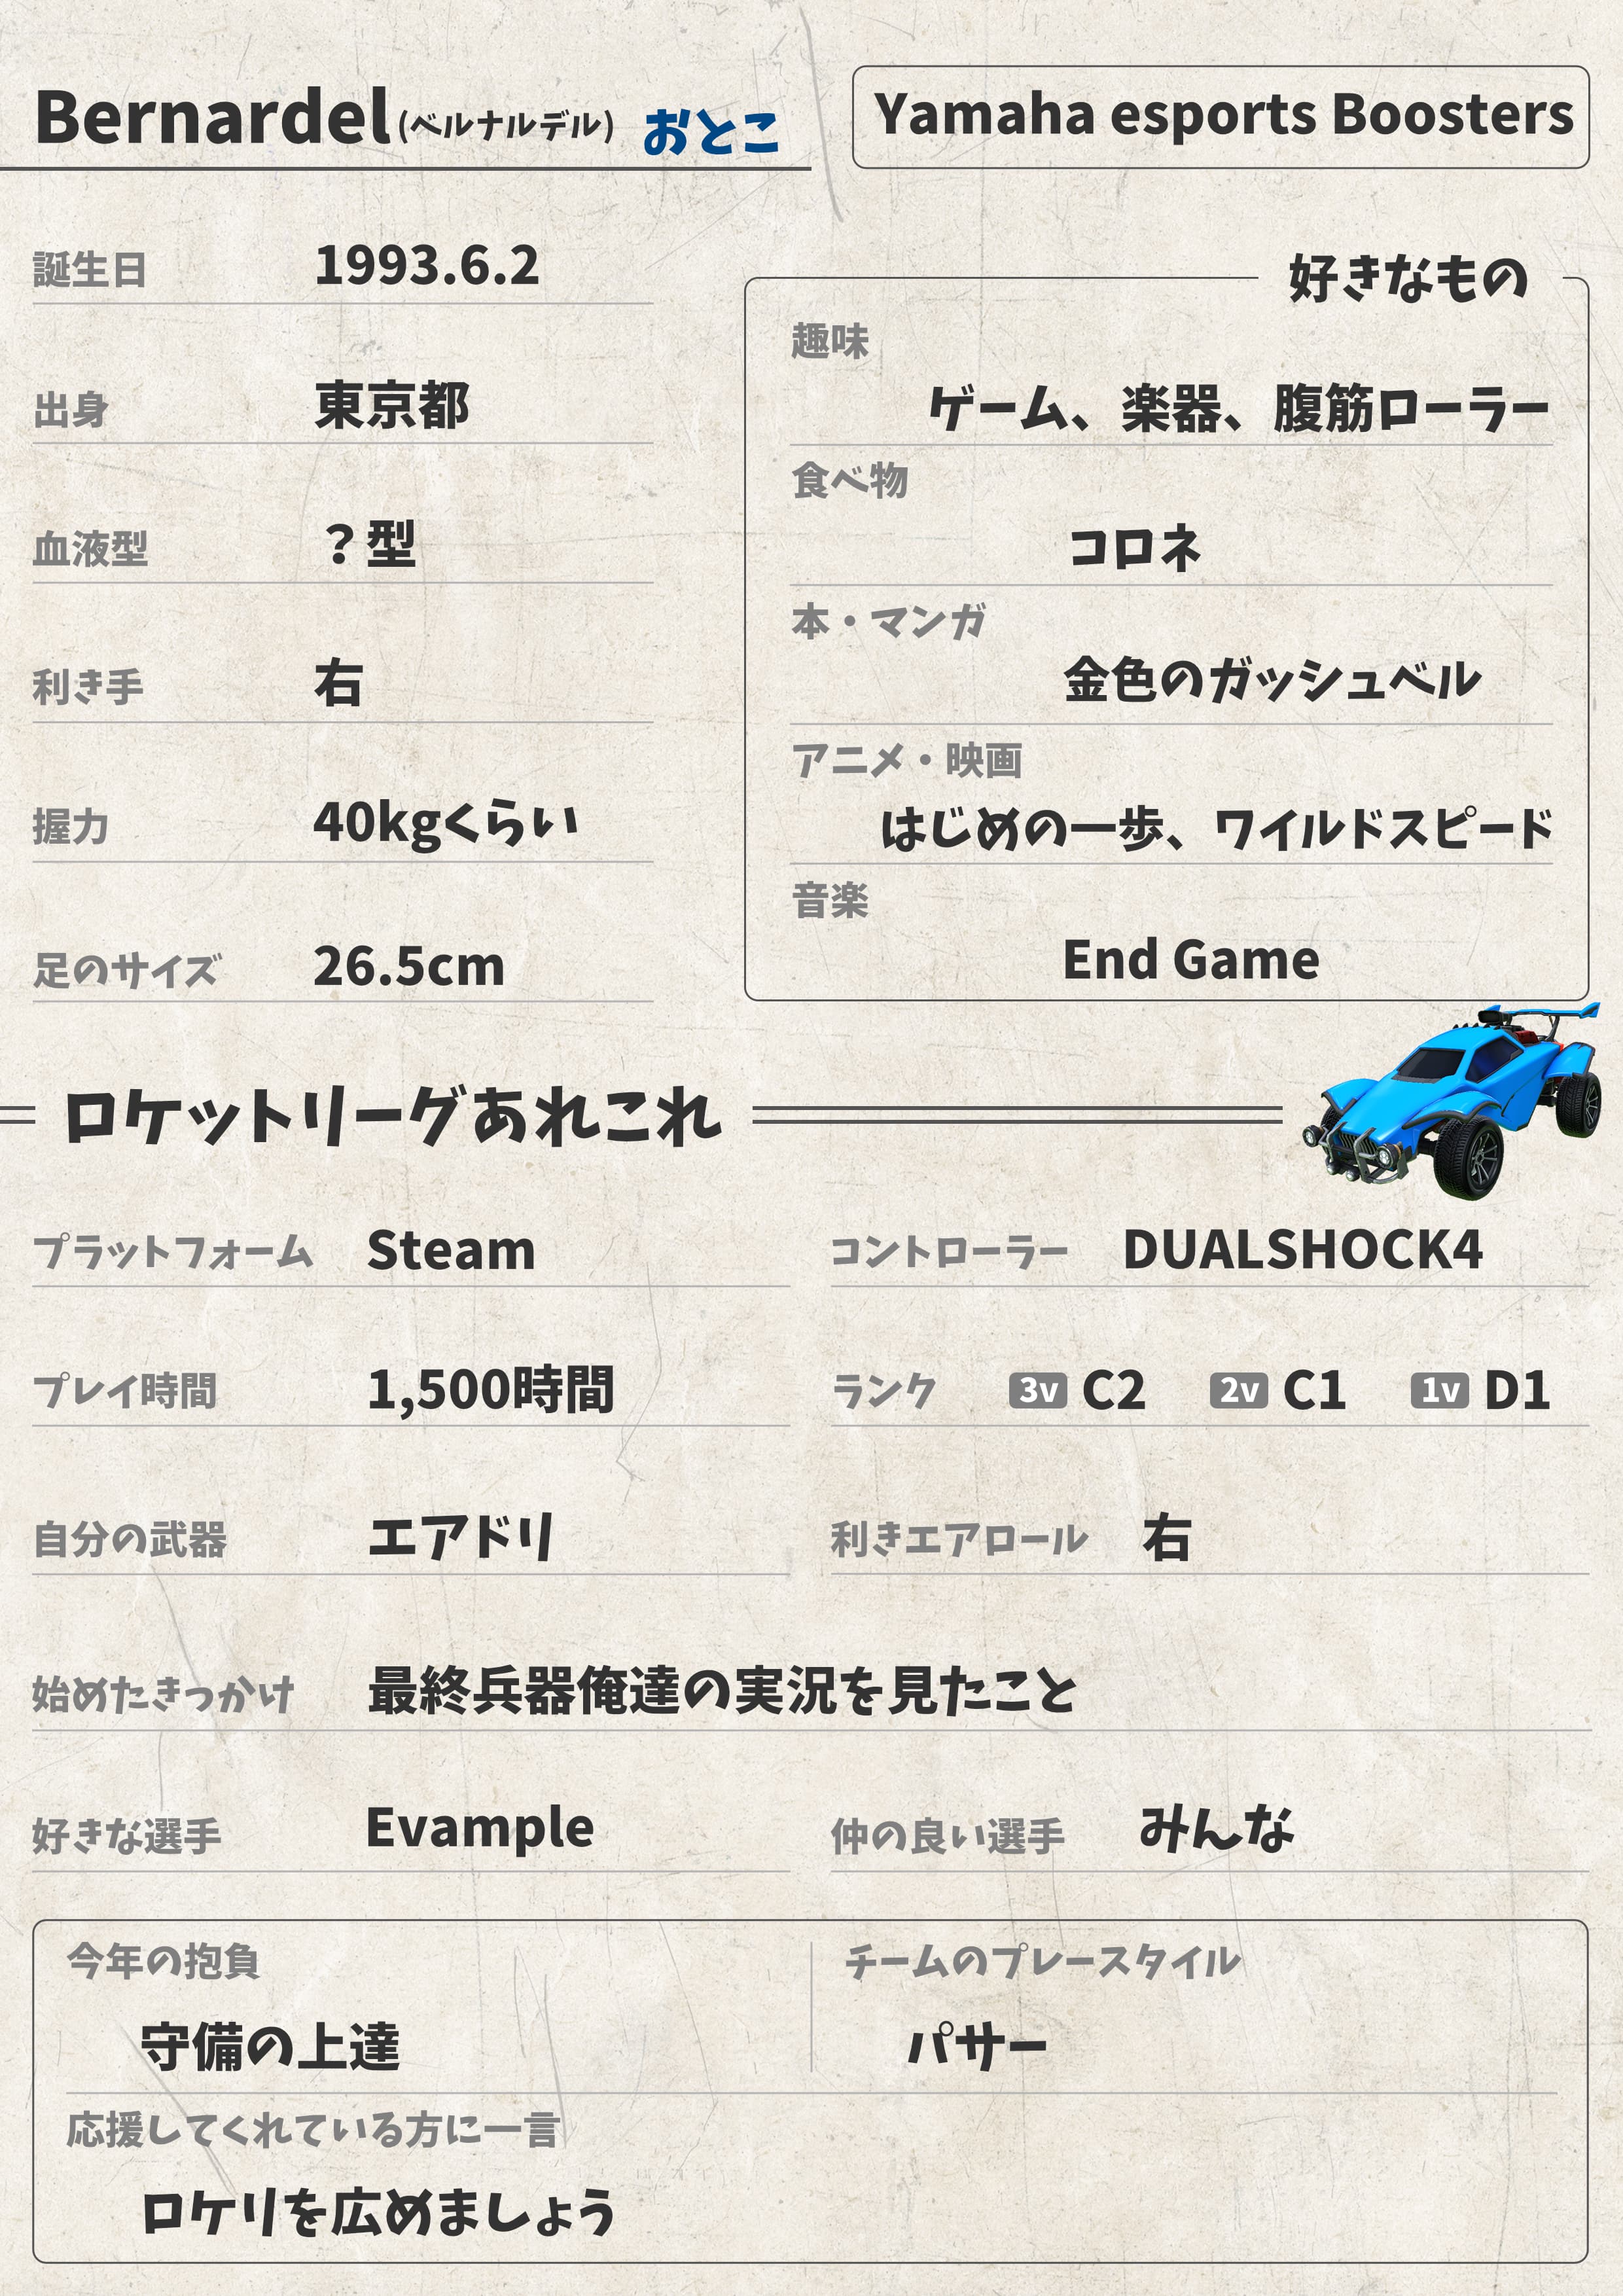 Bernardel(ベルナルデル) おとこ
Yamaha esports Boosters
誕生日 1993.6.2
出身 東京都
血液型 ？型
利き手 右
握力 40kgくらい
足のサイズ 26.5cm
好きなもの
趣味
ゲーム、楽器、腹筋ローラー
食べ物
コロネ
本・マンガ
金色のガッシュベル
アニメ・映画
はじめの一歩、ワイルドスピード
音楽
End Game
ロケットリーグあれこれ
プラットフォーム Steam
コントローラー DUALSHOCK4
プレイ時間 1,500時間
ランク 3v C2 2v C1 1v D1
自分の武器 エアドリ
利きエアロール 右
始めたきっかけ 最終兵器俺達の実況を見たこと
好きな選手 Evample
仲の良い選手 みんな
今年の抱負
守備の上達
チームのプレースタイル
パサー
応援してくれている方に一言
ロケリを広めましょう